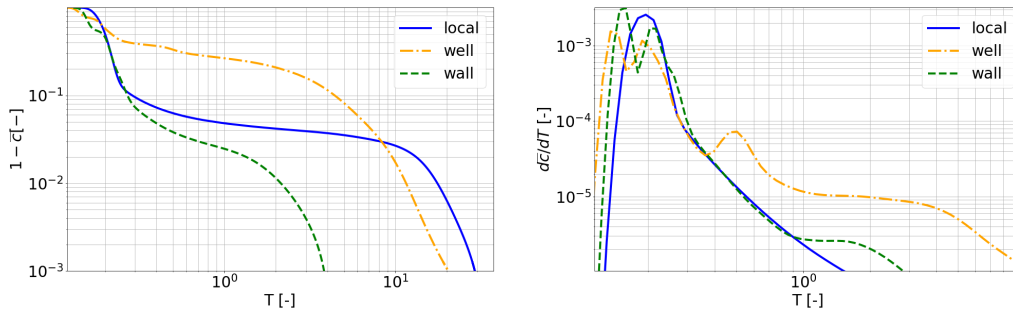 local
well
wall
10⁻¹
10⁻²
10⁻³
1 − c̅ [−]
10⁰
10¹
T [-]
local
well
wall
10⁻³
10⁻⁴
10⁻⁵
dc̅/dT [-]
10⁰
T [-]